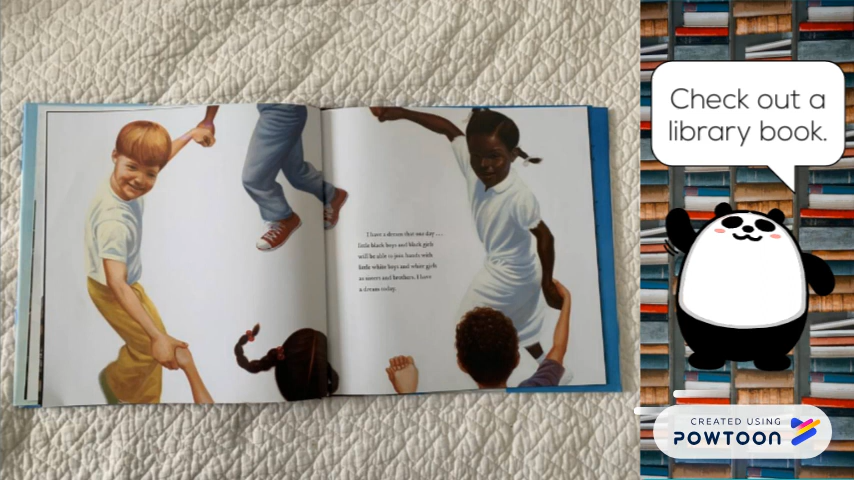 I have a dream that one day . . .
little black boys and black girls
will be able to join hands with
little white boys and white girls
as sisters and brothers. I have
a dream today.
Check out a
library book.
CREATED USING
POWTOON